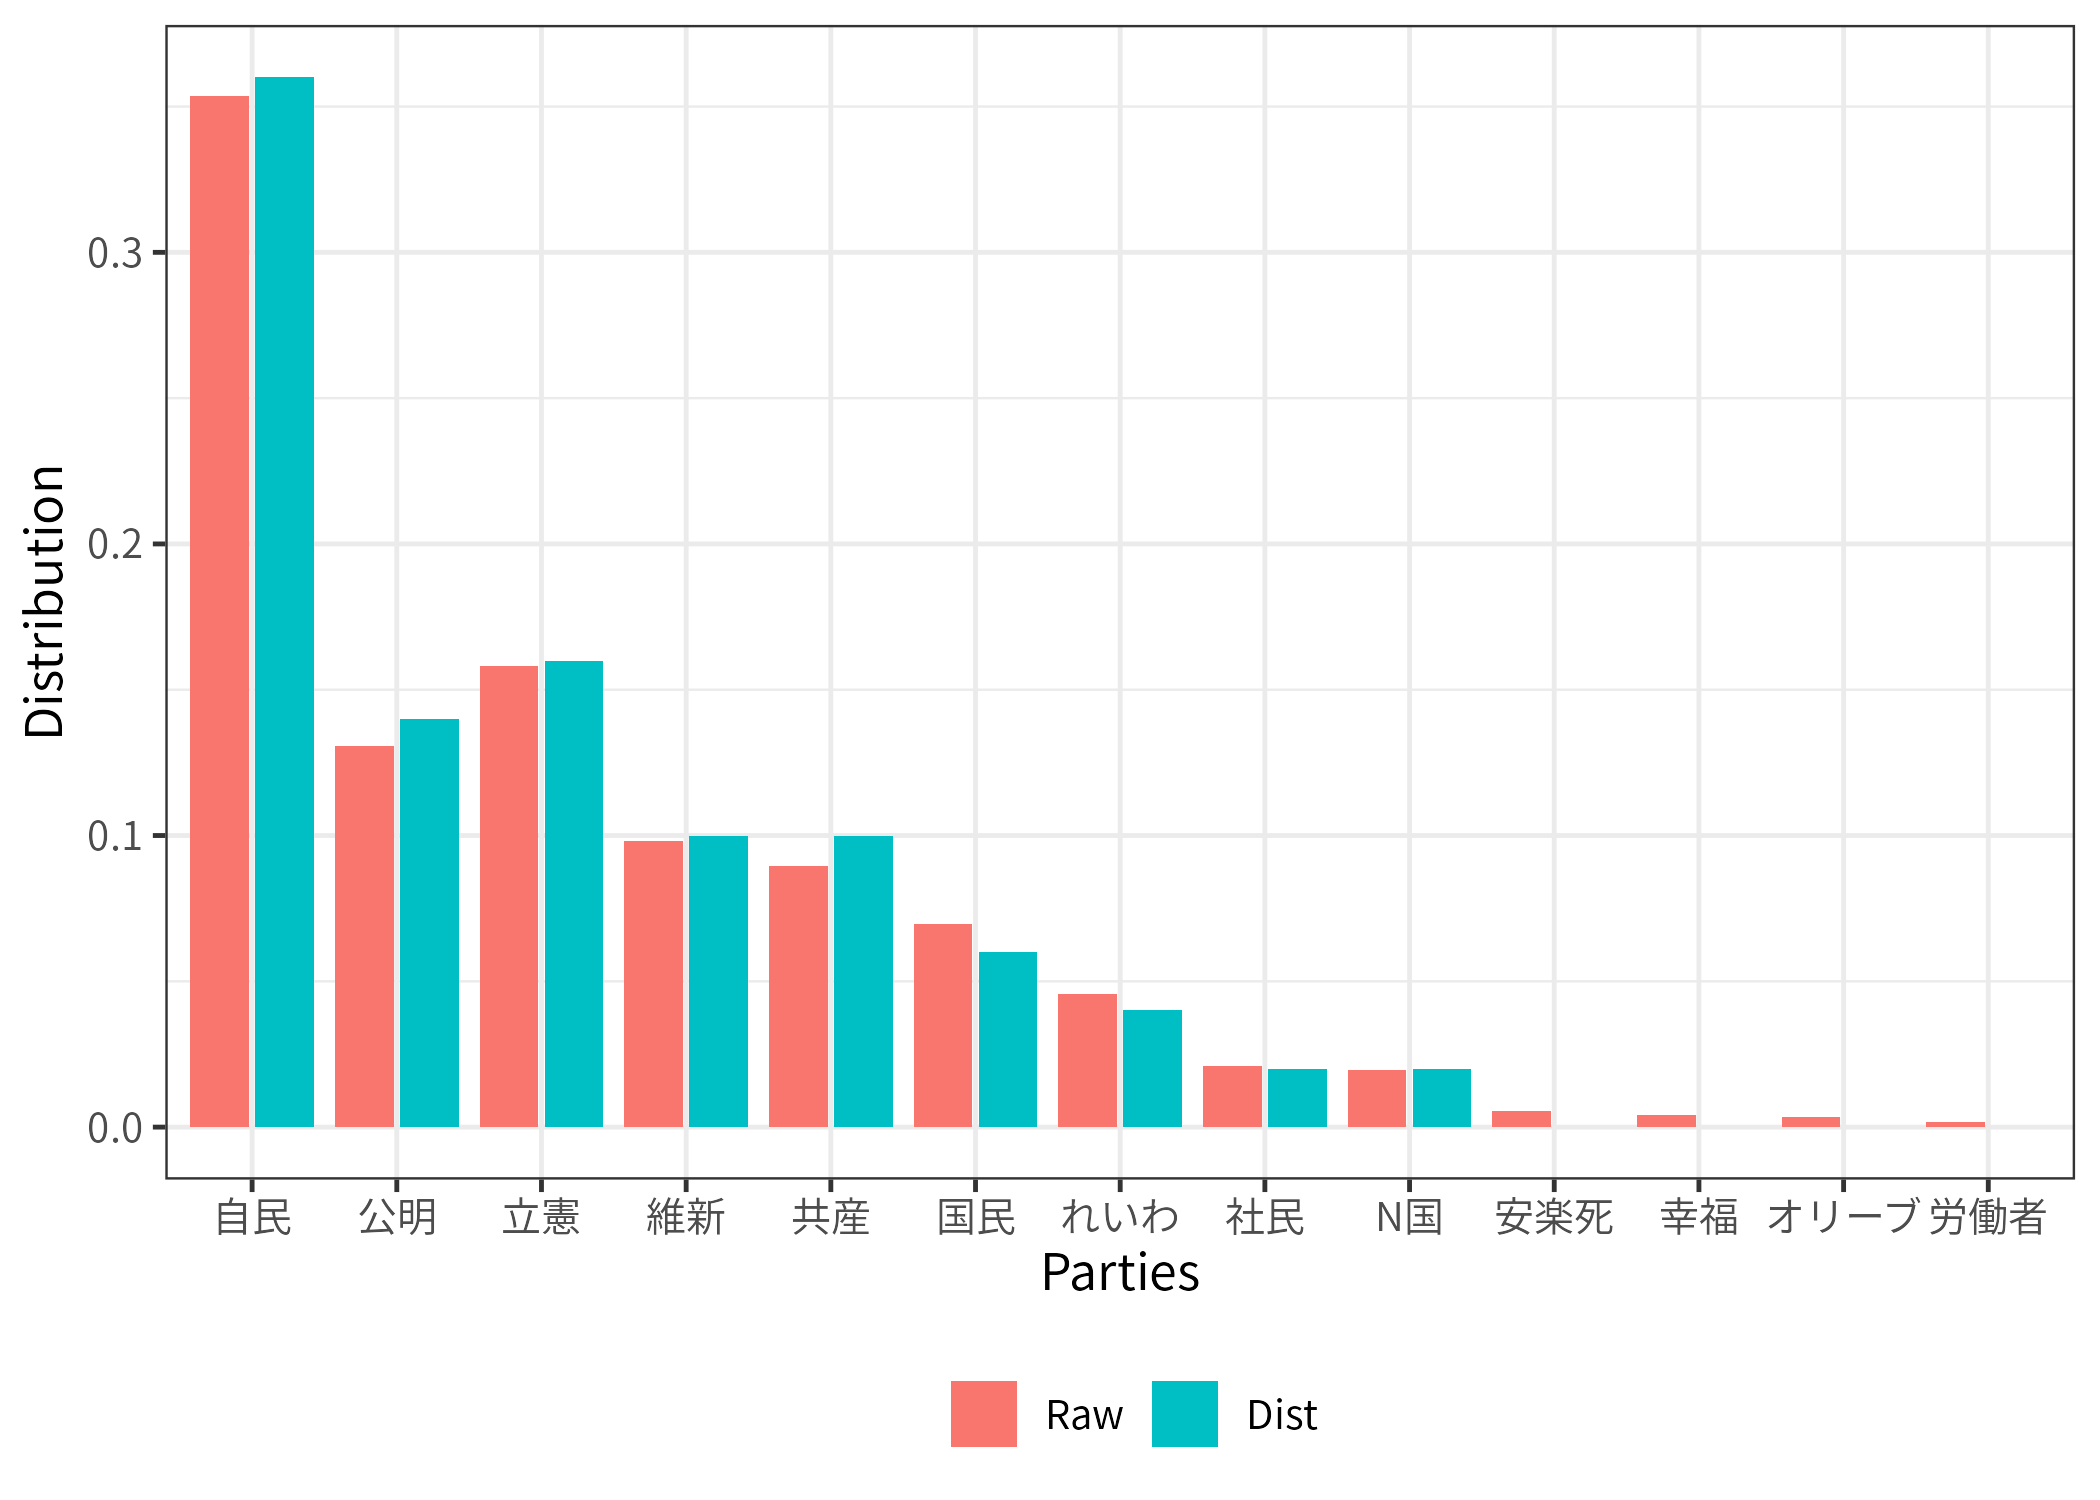 Distribution
0.3
0.2
0.1
0.0
自民 公明 立憲 維新 共産 国民 れいわ 社民 N国 安楽死 幸福 オリーブ 労働者
Parties
Raw Dist